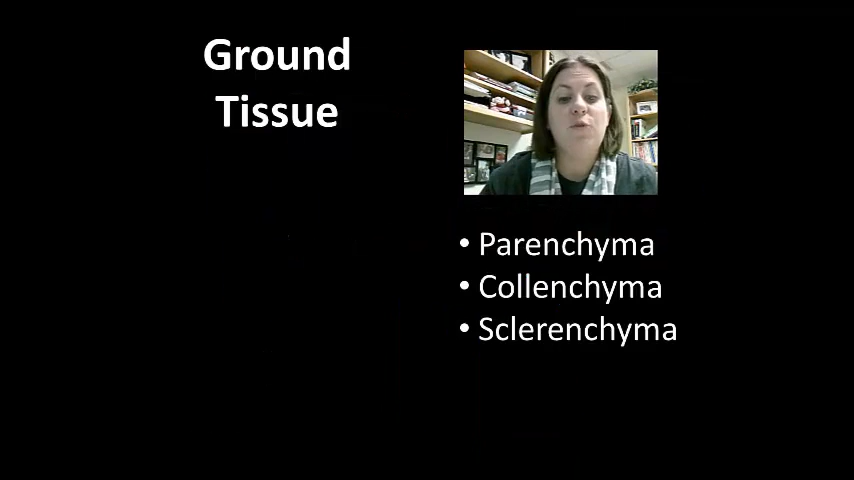 Ground
Tissue
• Parenchyma
• Collenchyma
• Sclerenchyma